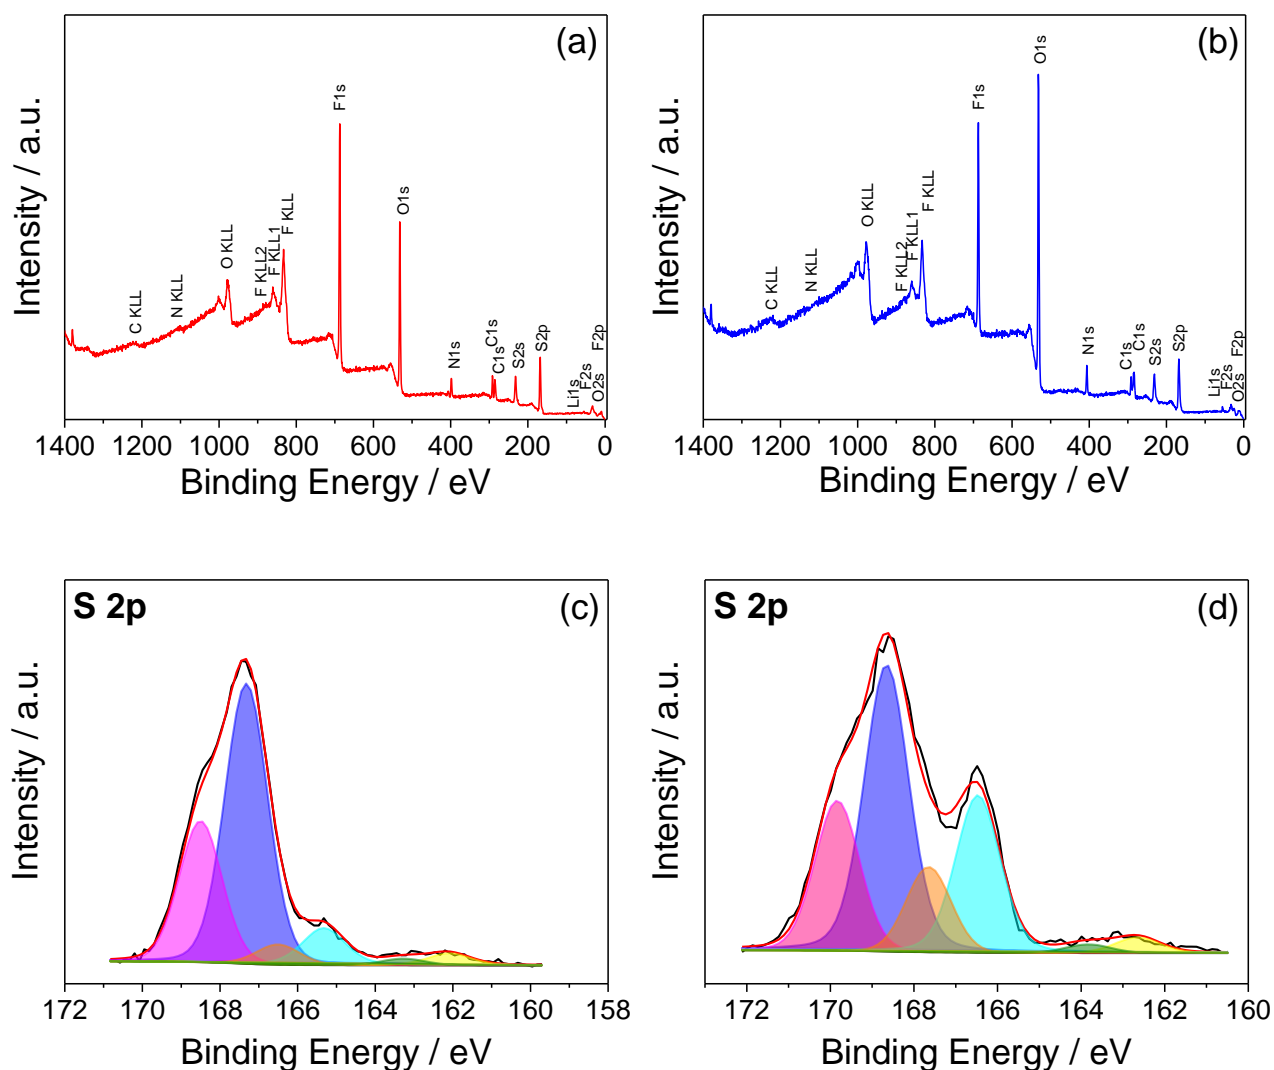 (a)
Intensity / a.u.
C KLL
N KLL
O KLL
F KLL2
F KLL1
F KLL
F1s
O1s
N1s
C1s
C1s
S2s
S2p
Li1s
F2s
O2s
F2p
1400 1200 1000 800 600 400 200 0
Binding Energy / eV
(b)
Intensity / a.u.
C KLL
N KLL
O KLL
F KLL2
F KLL1
F KLL
F1s
O1s
N1s
C1s
C1s
S2s
S2p
Li1s
F2s
O2s
F2p
1400 1200 1000 800 600 400 200 0
Binding Energy / eV
S 2p
(c)
Intensity / a.u.
172 170 168 166 164 162 160 158
Binding Energy / eV
S 2p
(d)
Intensity / a.u.
172 170 168 166 164 162 160
Binding Energy / eV